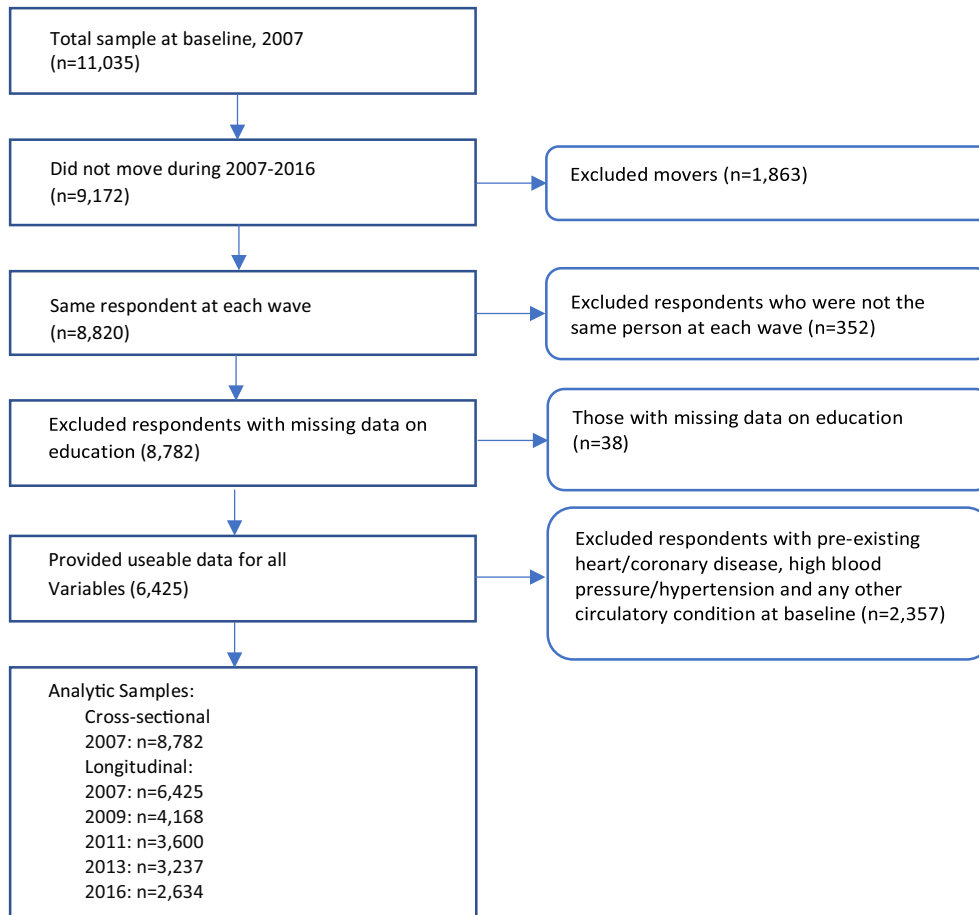 Total sample at baseline, 2007
(n=11,035)
Did not move during 2007-2016
(n=9,172)
Excluded movers (n=1,863)
Same respondent at each wave
(n=8,820)
Excluded respondents who were not the
same person at each wave (n=352)
Excluded respondents with missing data on
education (8,782)
Those with missing data on education
(n=38)
Provided useable data for all
Variables (6,425)
Excluded respondents with pre-existing
heart/coronary disease, high blood
pressure/hypertension and any other
circulatory condition at baseline (n=2,357)
Analytic Samples:
Cross-sectional
2007: n=8,782
Longitudinal:
2007: n=6,425
2009: n=4,168
2011: n=3,600
2013: n=3,237
2016: n=2,634